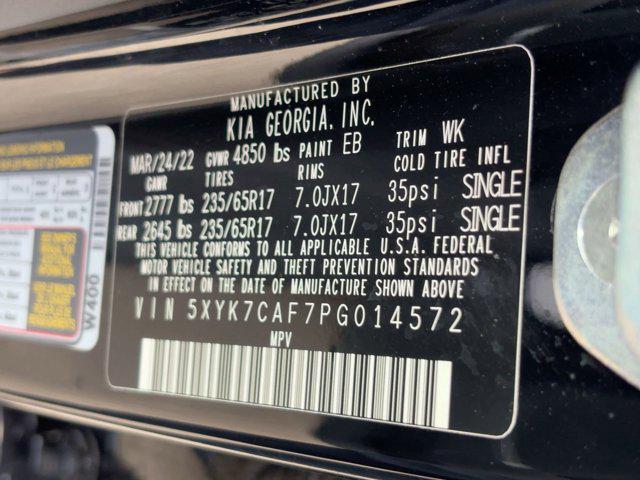 MANUFACTURED BY
KIA GEORGIA, INC.
MAR/24/22 GVWR 4850 lbs PAINT EB TRIM WK
GAWR TIRES RIMS COLD TIRE INFL
FRONT 2777 lbs 235/65R17 7.0JX17 35psi SINGLE
REAR 2645 lbs 235/65R17 7.0JX17 35psi SINGLE
THIS VEHICLE CONFORMS TO ALL APPLICABLE U.S.A. FEDERAL
MOTOR VEHICLE SAFETY AND THEFT PREVENTION STANDARDS
IN EFFECT ON THE DATE OF MANUFACTURE SHOWN ABOVE
VIN 5XYK7CAF7PG014572
MPV
W400